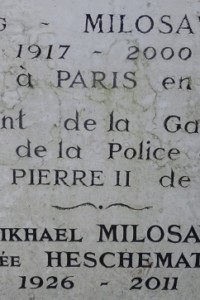 - MILOSAV
1917 - 2000
à PARIS en
de la Ga
de la Police
PIERRE II de
MIKHAEL MILOSA
HESCHEMAT
1926 - 2011